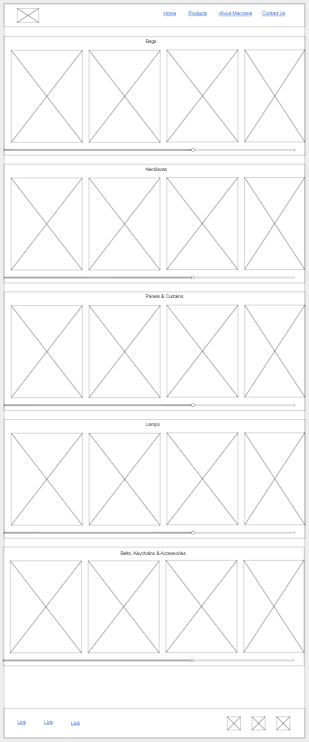 Home Products About Macramé Contact Us
Bags
Necklaces
Panels & Curtains
Lamps
Belts, Keychains & Accessories
Link Link Link